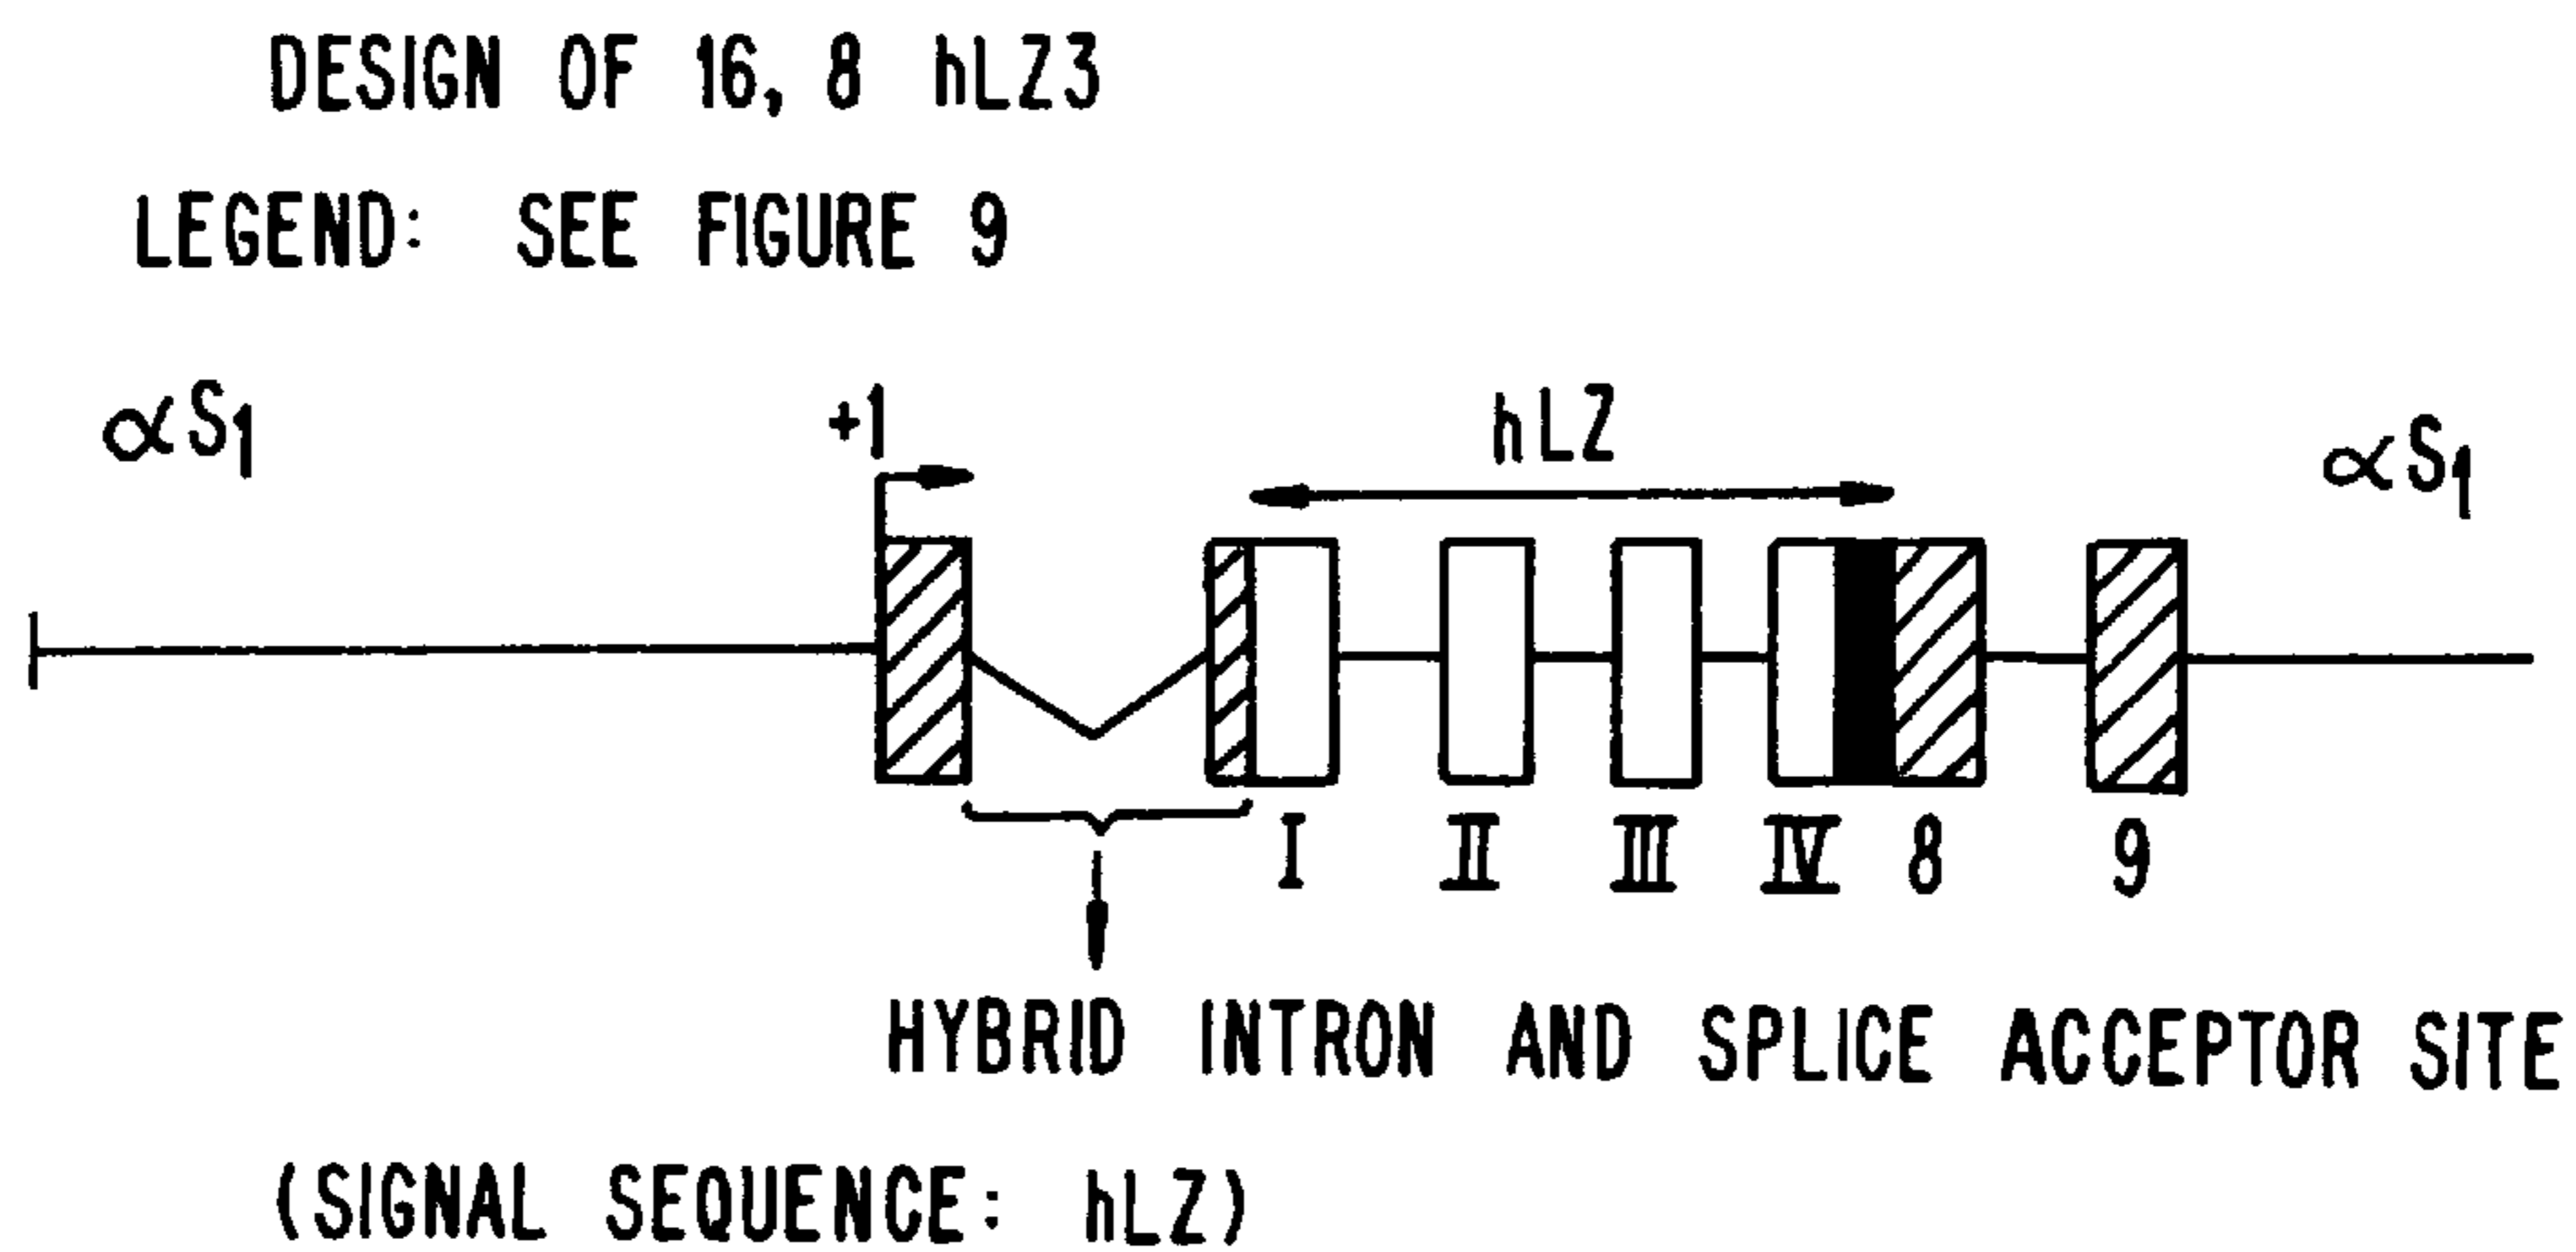 DESIGN OF 16, 8 hLZ3
LEGEND: SEE FIGURE 9
αS1 +1 hLZ αS1
I II III IV 8 9
HYBRID INTRON AND SPLICE ACCEPTOR SITE
(SIGNAL SEQUENCE: hLZ)